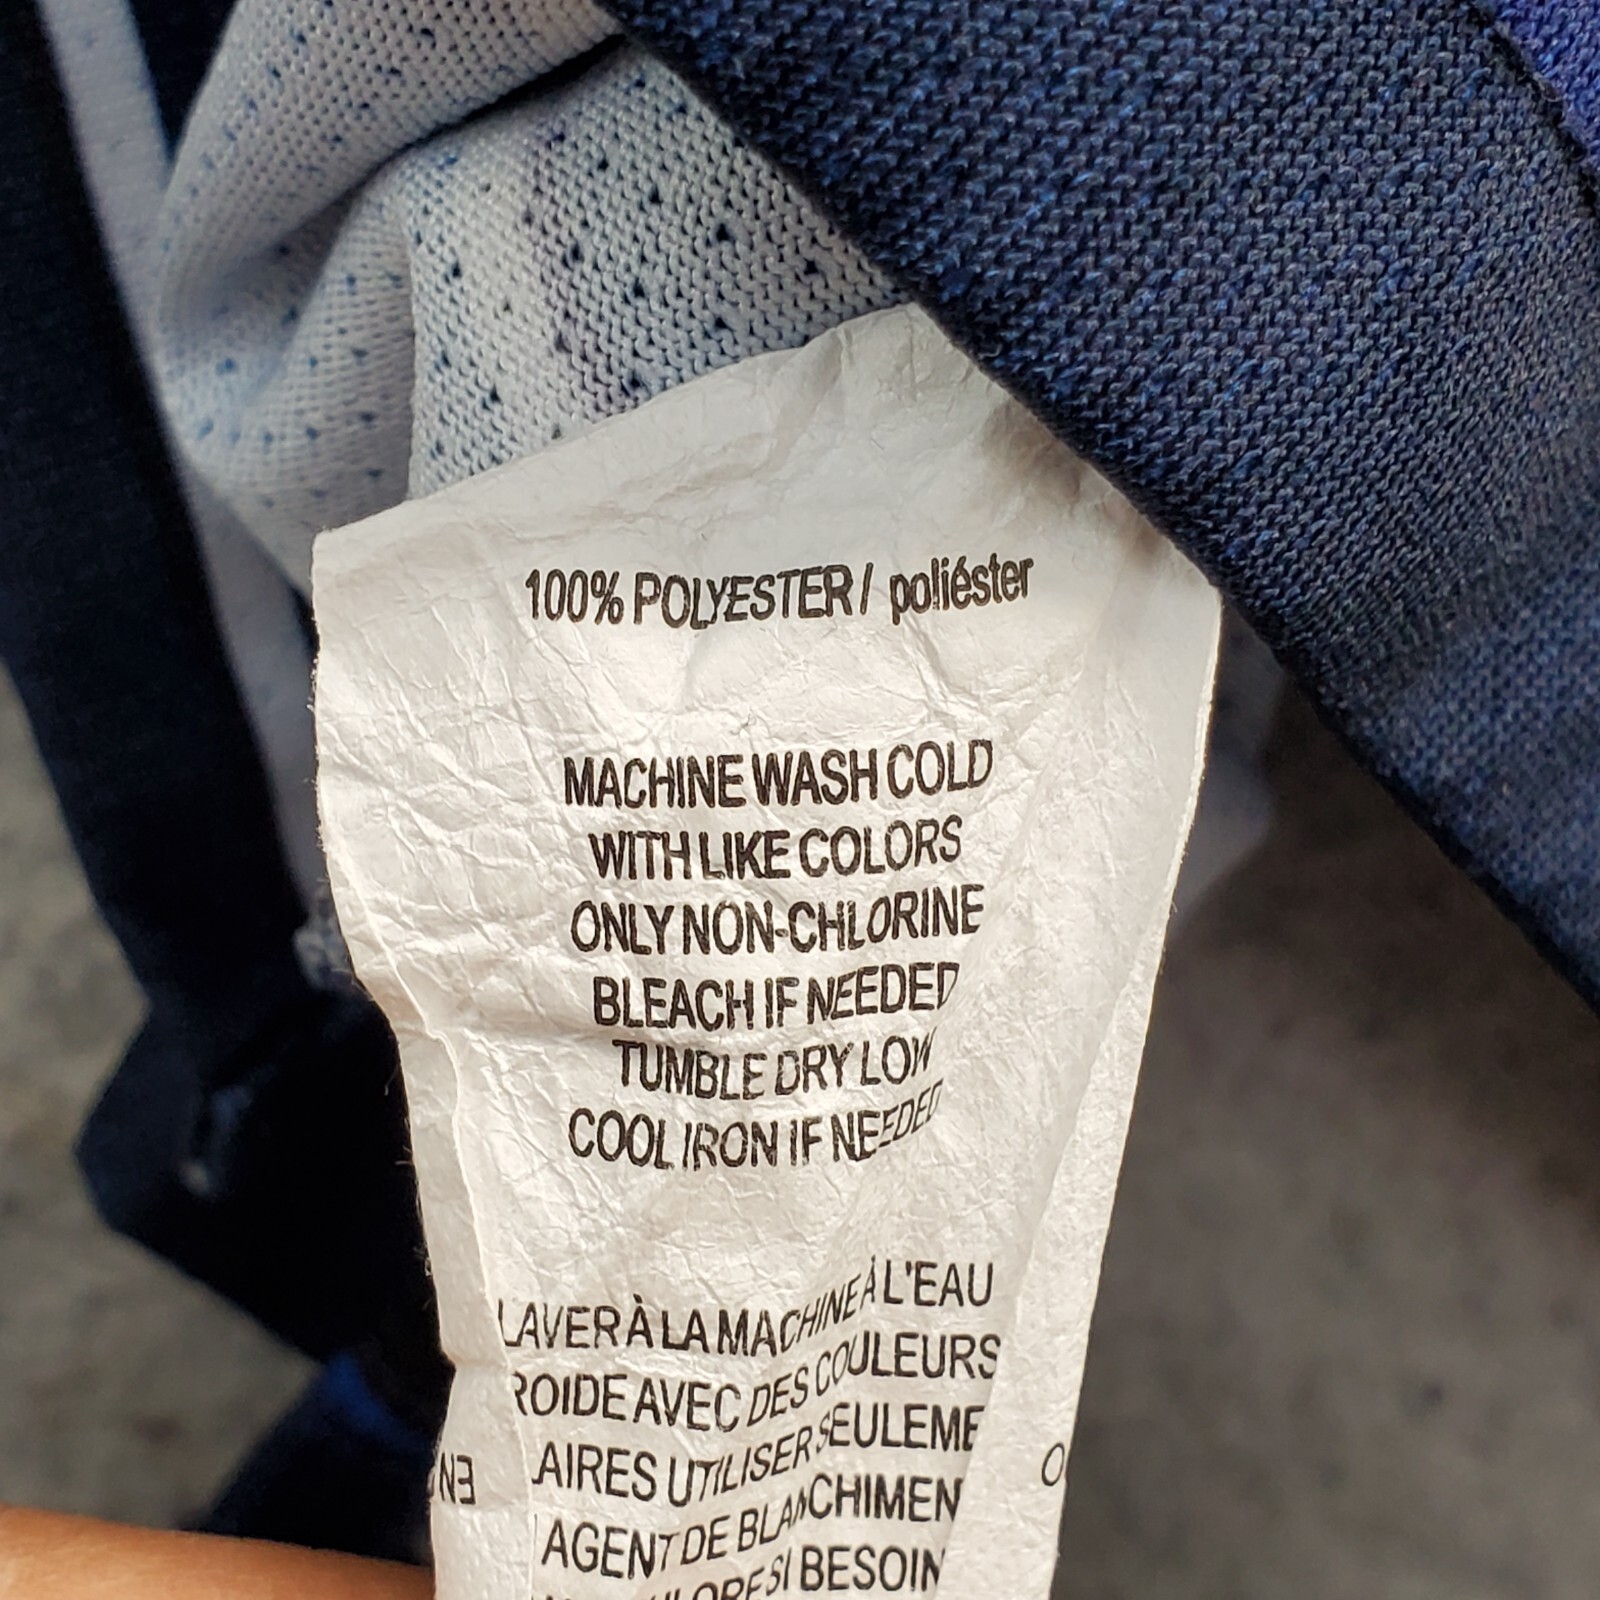 100% POLYESTER / poliéster
MACHINE WASH COLD
WITH LIKE COLORS
ONLY NON-CHLORINE
BLEACH IF NEEDED
TUMBLE DRY LOW
COOL IRON IF NEEDED
LAVER À LA MACHINE À L'EAU
ROIDE AVEC DES COULEURS
AIRES UTILISER SEULEME
AGENT DE BLANCHIMEN
SI BESOIN